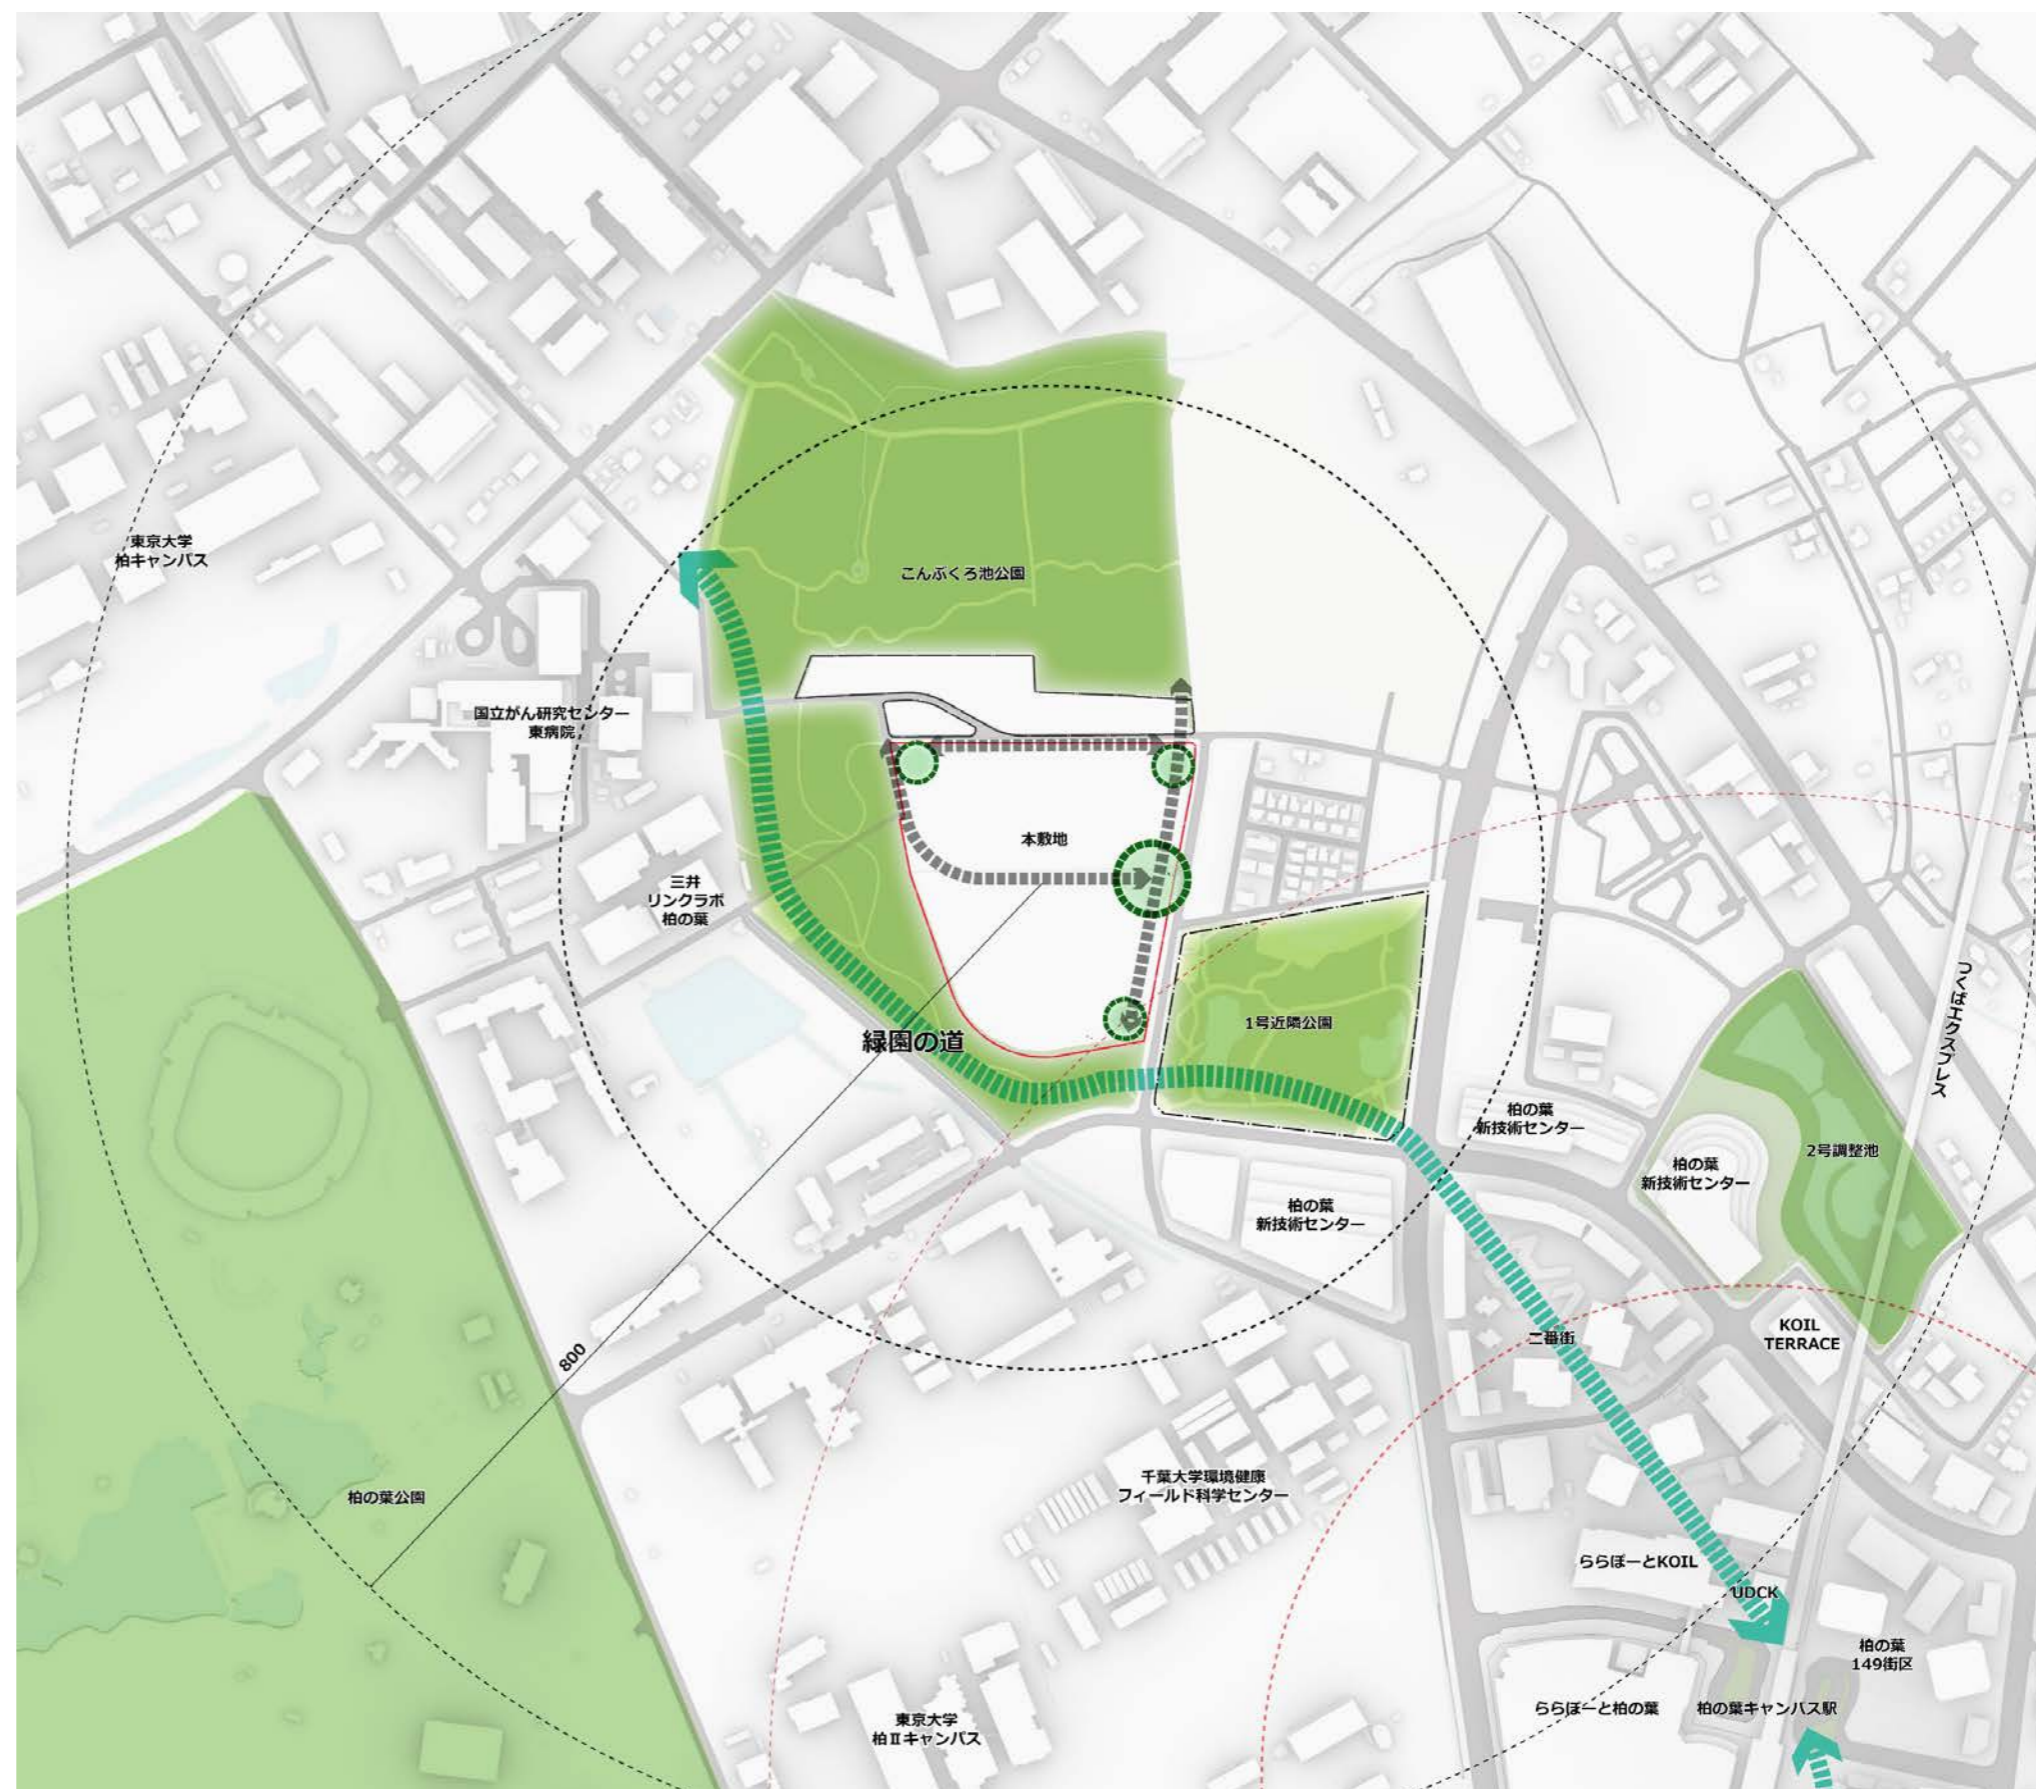 東京大学
柏キャンパス
こんぶくろ池公園
国立がん研究センター
東病院
本敷地
三井
リンクラボ
柏の葉
緑園の道
1号近隣公園
つくばエクスプレス
柏の葉
新技術センター
柏の葉
新技術センター
2号調整池
柏の葉
新技術センター
二番街
KOIL
TERRACE
800
柏の葉公園
千葉大学環境健康
フィールド科学センター
ららぽーとKOIL
UDCK
柏の葉
149街区
東京大学
柏Ⅱキャンパス
ららぽーと柏の葉
柏の葉キャンパス駅